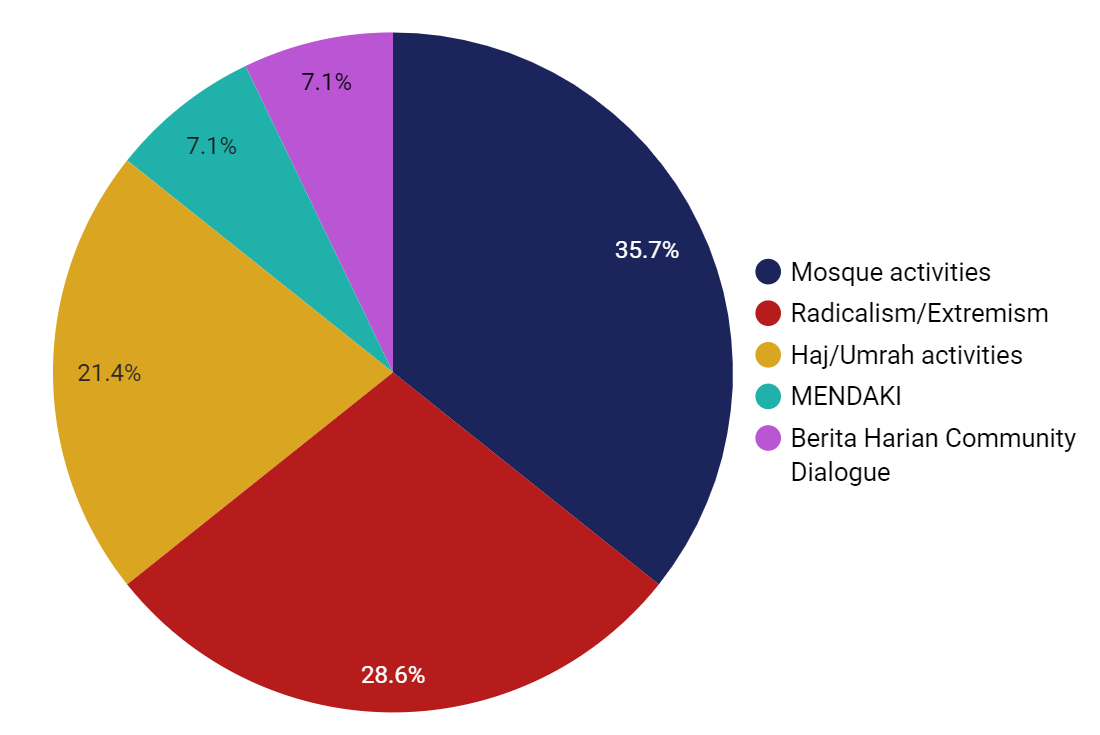 7.1%
7.1%
35.7%
21.4%
28.6%
Mosque activities
Radicalism/Extremism
Haj/Umrah activities
MENDAKI
Berita Harian Community
Dialogue